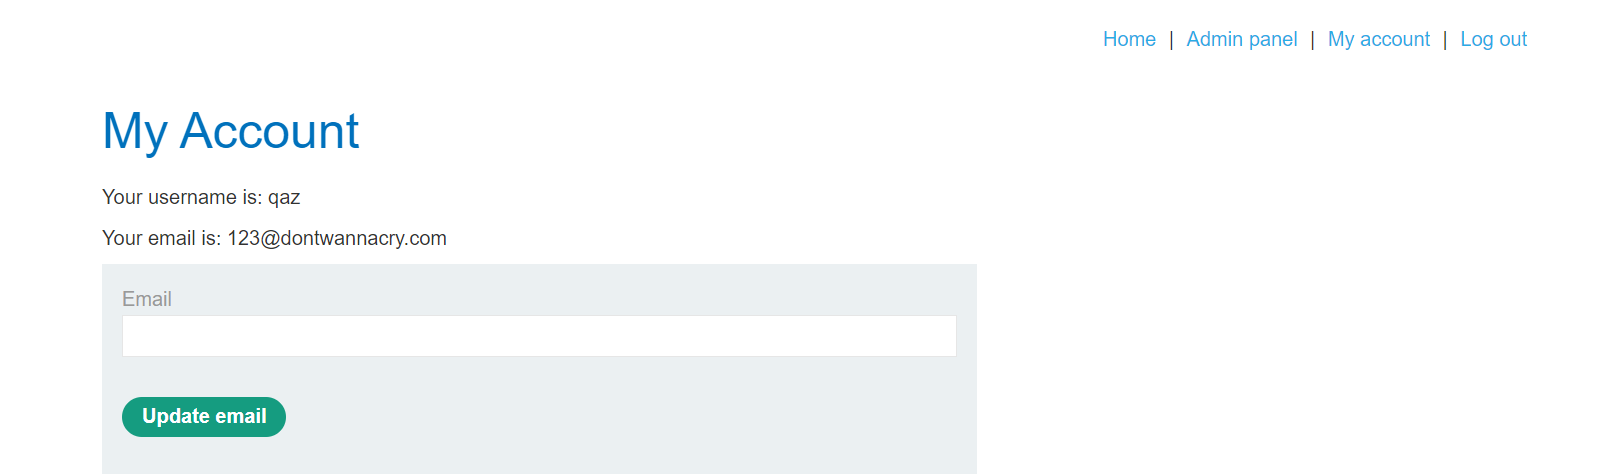 Home | Admin panel | My account | Log out
My Account
Your username is: qaz
Your email is: 123@dontwannacry.com
Email
Update email